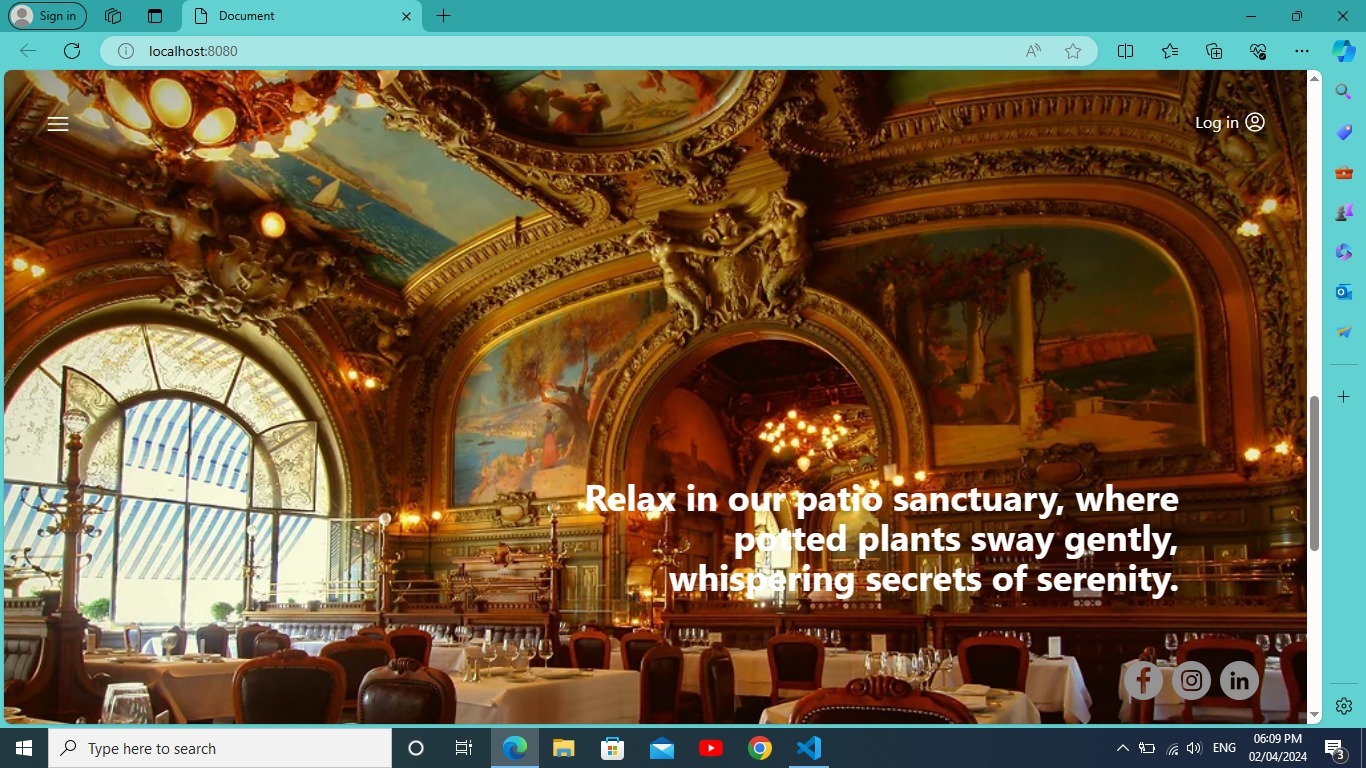 Sign in
Document
localhost:8080
Log in
Relax in our patio sanctuary, where
potted plants sway gently,
whispering secrets of serenity.
f
in
Type here to search
ENG
06:09 PM
02/04/2024
3